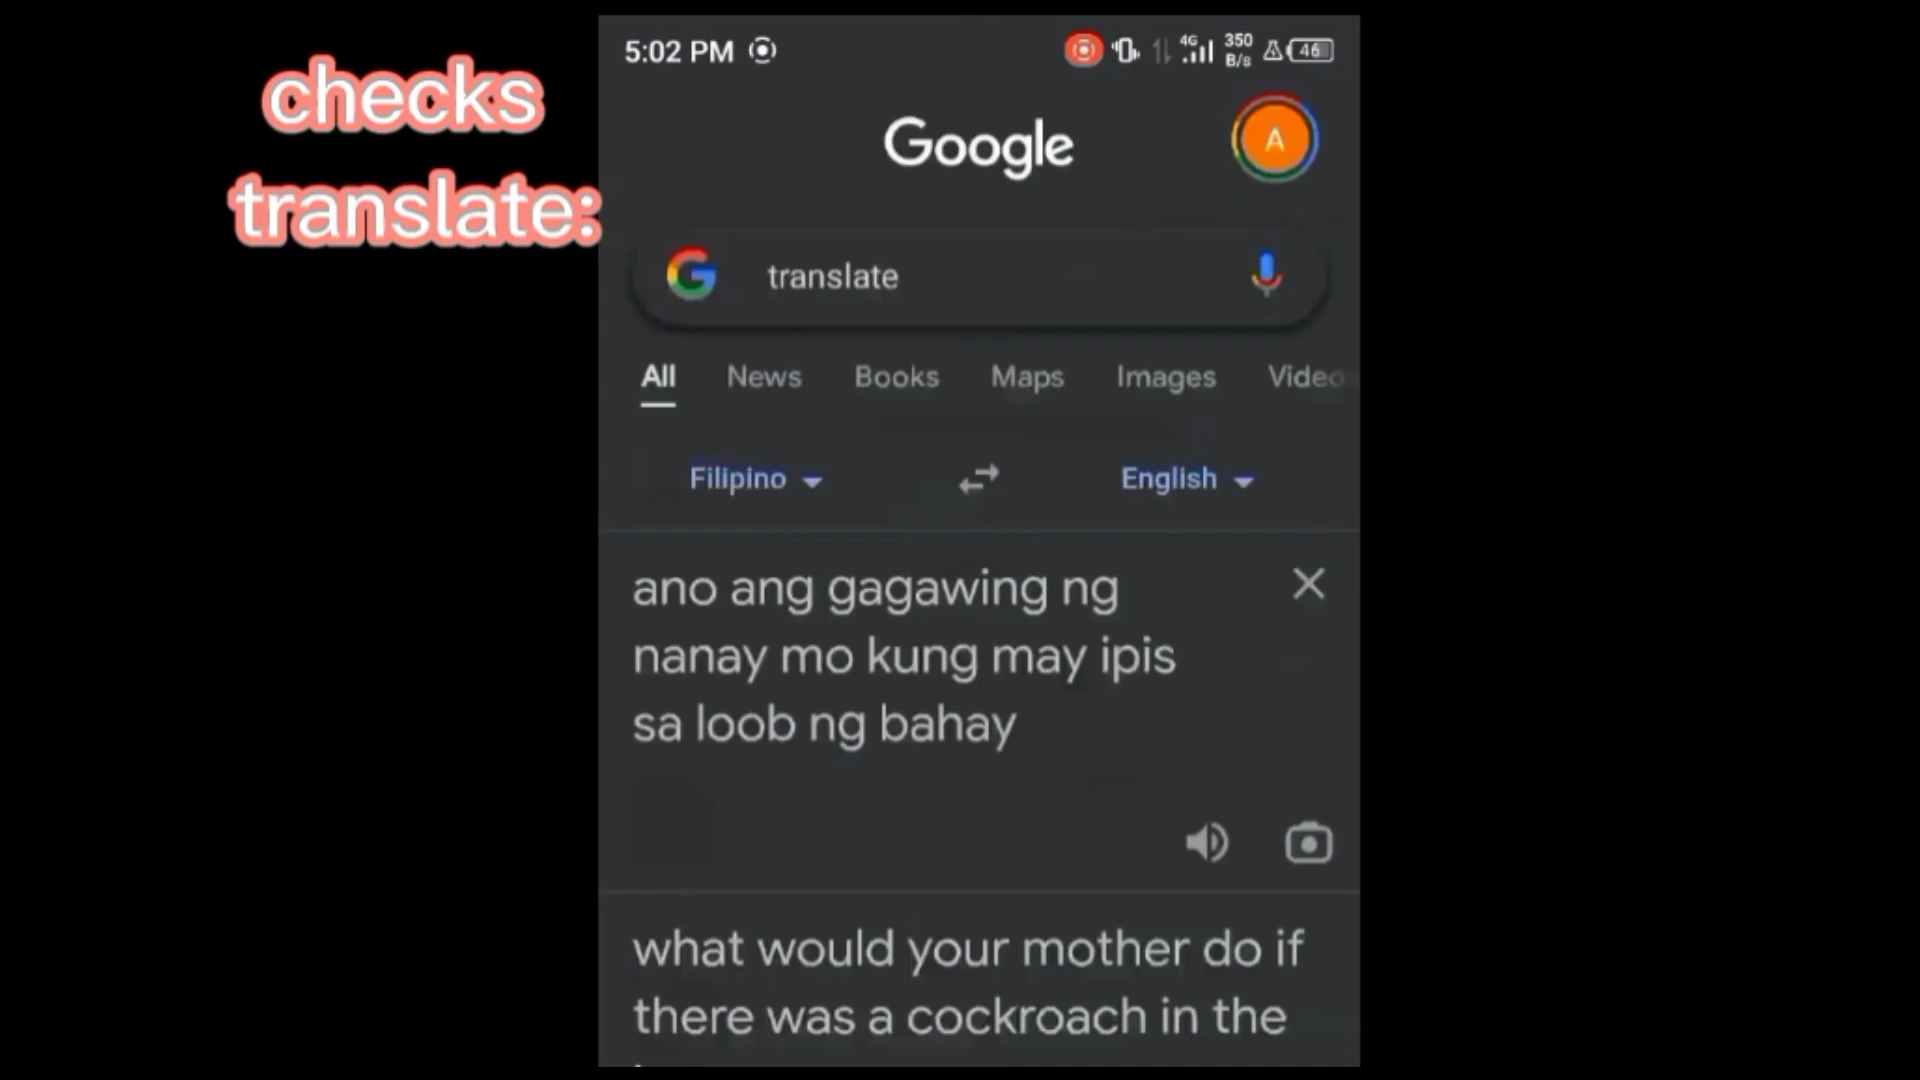 checks
translate:
5:02 PM
4G
350
B/s
46
Google
A
translate
All News Books Maps Images Video
Filipino English
ano ang gagawing ng
nanay mo kung may ipis
sa loob ng bahay
what would your mother do if
there was a cockroach in the